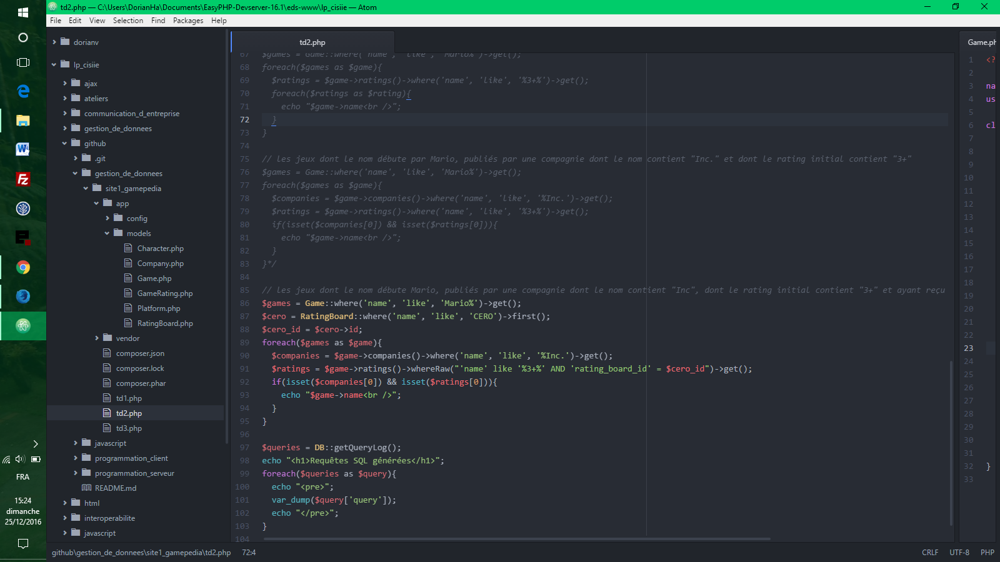 td2.php — C:\Users\DorianHa\Documents\EasyPHP-Devserver-16.1\eds-www\lp_cisiie — Atom
File Edit View Selection Find Packages Help
dorianv
lp_cisiie
ajax
ateliers
communication_d_entreprise
gestion_de_donnees
github
.git
gestion_de_donnees
site1_gamepedia
app
config
models
Character.php
Company.php
Game.php
GameRating.php
Platform.php
RatingBoard.php
vendor
composer.json
composer.lock
composer.phar
td1.php
td2.php
td3.php
javascript
programmation_client
programmation_serveur
README.md
html
interoperabilite
javascript
FRA
15:24
dimanche
25/12/2016
td2.php
67 $games = Game::where('name', 'like', 'Mario%')->get();
68 foreach($games as $game){
69 $ratings = $game->ratings()->where('name', 'like', '%3+%')->get();
70 foreach($ratings as $rating){
71 echo "$game->name<br />";
72 }
73 }
74
75 // les jeux dont le nom débute par Mario, publiés par une compagnie dont le nom contient "Inc." et dont le rating initial contient "3+"
76 $games = Game::where('name', 'like', 'Mario%')->get();
77 foreach($games as $game){
78 $companies = $game->companies()->where('name', 'like', '%Inc.')->get();
79 $ratings = $game->ratings()->where('name', 'like', '%3+%')->get();
80 if(isset($companies[0]) && isset($ratings[0])){
81 echo "$game->name<br />";
82 }
83 }*/
84
85 // les jeux dont le nom débute Mario, publiés par une compagnie dont le nom contient "Inc", dont le rating initial contient "3+" et ayant reçu
86 $games = Game::where('name', 'like', 'Mario%')->get();
87 $cero = RatingBoard::where('name', 'like', 'CERO')->first();
88 $cero_id = $cero->id;
89 foreach($games as $game){
90 $companies = $game->companies()->where('name', 'like', '%Inc.')->get();
91 $ratings = $game->ratings()->whereRaw("'name' like '%3+%' AND 'rating_board_id' = $cero_id")->get();
92 if(isset($companies[0]) && isset($ratings[0])){
93 echo "$game->name<br />";
94 }
95 }
96
97 $queries = DB::getQueryLog();
98 echo "<h1>Requêtes SQL générées</h1>";
99 foreach($queries as $query){
100 echo "<pre>";
101 var_dump($query['query']);
102 echo "</pre>";
103 }
104
Game.ph
1 <?
2
3 na
4 us
5
6 cl
7
8
9
10
11
12
13
14
15
16
17
18
19
20
21
22
23
24
25
26
27
28
29
30
31
32 }
33
github\gestion_de_donnees\site1_gamepedia\td2.php 72:4
CRLF UTF-8 PHP